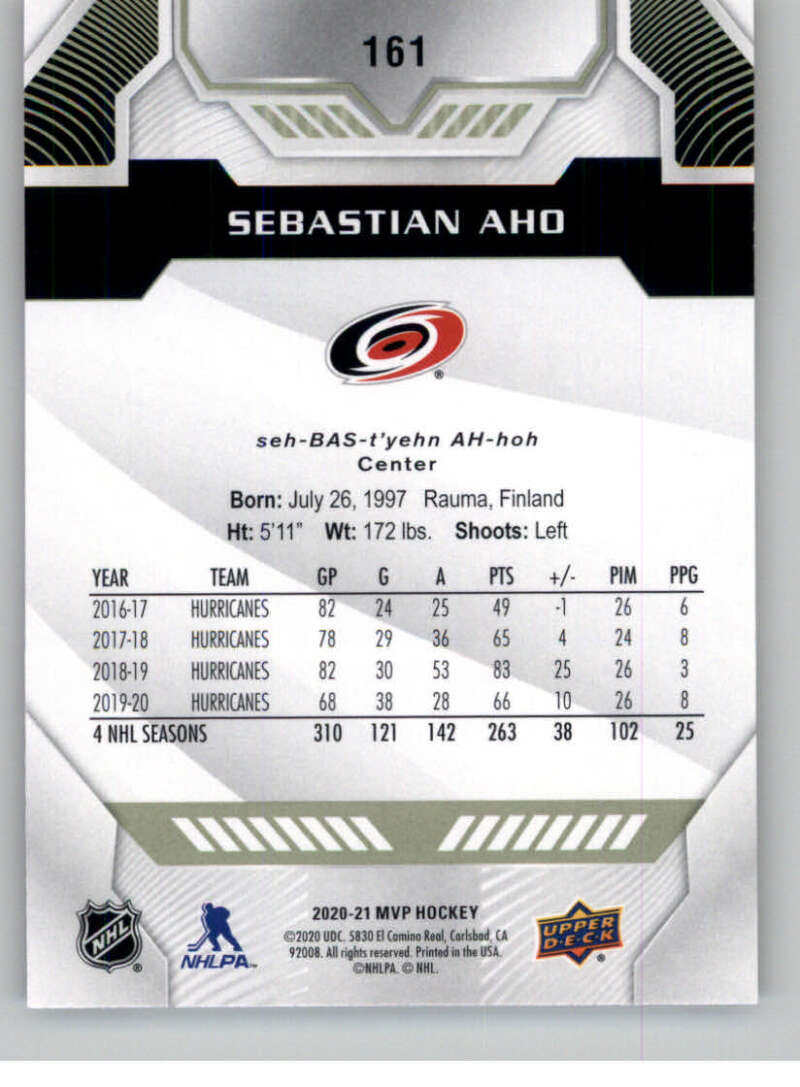 161
SEBASTIAN AHO
®
seh-BAS-t'yehn AH-hoh
Center
Born: July 26, 1997 Rauma, Finland
Ht: 5'11" Wt: 172 lbs. Shoots: Left
YEAR TEAM GP G A PTS +/- PIM PPG
2016-17 HURRICANES 82 24 25 49 -1 26 6
2017-18 HURRICANES 78 29 36 65 4 24 8
2018-19 HURRICANES 82 30 53 83 25 26 3
2019-20 HURRICANES 68 38 28 66 10 26 8
4 NHL SEASONS 310 121 142 263 38 102 25
NHL ®
NHLPA™
2020-21 MVP HOCKEY
©2020 UDC. 5830 El Camino Real, Carlsbad, CA
92008. All rights reserved. Printed in the USA.
©NHLPA. © NHL.
UPPER
D·E·C·K ®